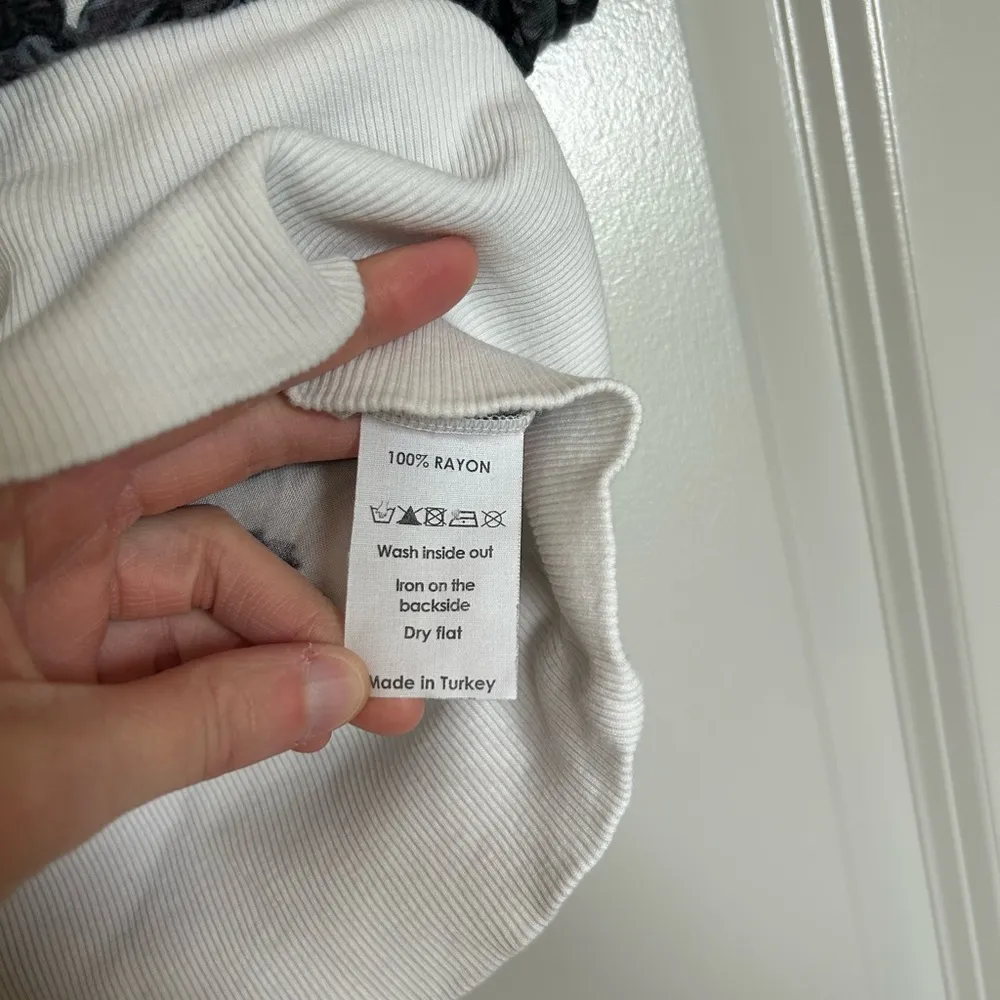 100% RAYON
Wash inside out
Iron on the
backside
Dry flat
Made in Turkey